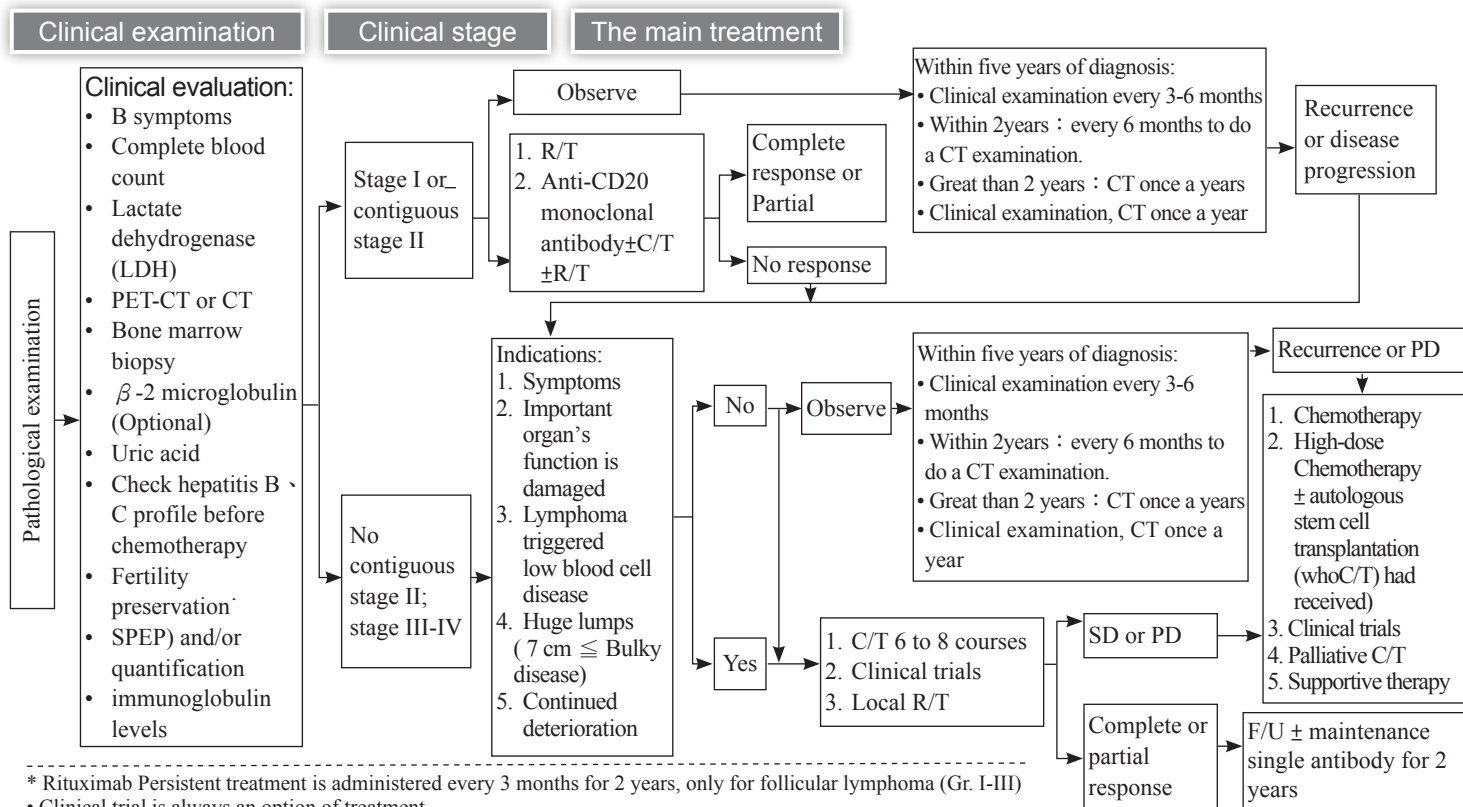 Clinical examination
Clinical stage
The main treatment
Pathological examination
Clinical evaluation:
• B symptoms
• Complete blood
count
• Lactate
dehydrogenase
(LDH)
• PET-CT or CT
• Bone marrow
biopsy
• β-2 microglobulin
(Optional)
• Uric acid
• Check hepatitis B、
C profile before
chemotherapy
• Fertility
preservation˙
• SPEP) and/or
quantification
• immunoglobulin
levels
Stage I or_
contiguous
stage II
Observe
1. R/T
2. Anti-CD20
monoclonal
antibody±C/T
±R/T
Complete
response or
Partial
No response
Within five years of diagnosis:
• Clinical examination every 3-6 months
• Within 2years：every 6 months to do
a CT examination.
• Great than 2 years：CT once a years
• Clinical examination, CT once a year
Recurrence
or disease
progression
No
contiguous
stage II;
stage III-IV
Indications:
1. Symptoms
2. Important
organ's
function is
damaged
3. Lymphoma
triggered
low blood cell
disease
4. Huge lumps
( 7 cm ≦ Bulky
disease)
5. Continued
deterioration
No
Observe
Within five years of diagnosis:
• Clinical examination every 3-6
months
• Within 2years：every 6 months to
do a CT examination.
• Great than 2 years：CT once a years
• Clinical examination, CT once a
year
Recurrence or PD
1. Chemotherapy
2. High-dose
Chemotherapy
± autologous
stem cell
transplantation
(whoC/T) had
received)
3. Clinical trials
4. Palliative C/T
5. Supportive therapy
Yes
1. C/T 6 to 8 courses
2. Clinical trials
3. Local R/T
SD or PD
Complete or
partial
response
F/U ± maintenance
single antibody for 2
years
* Rituximab Persistent treatment is administered every 3 months for 2 years, only for follicular lymphoma (Gr. I-III)
• Clinical trial is always an option of treatment